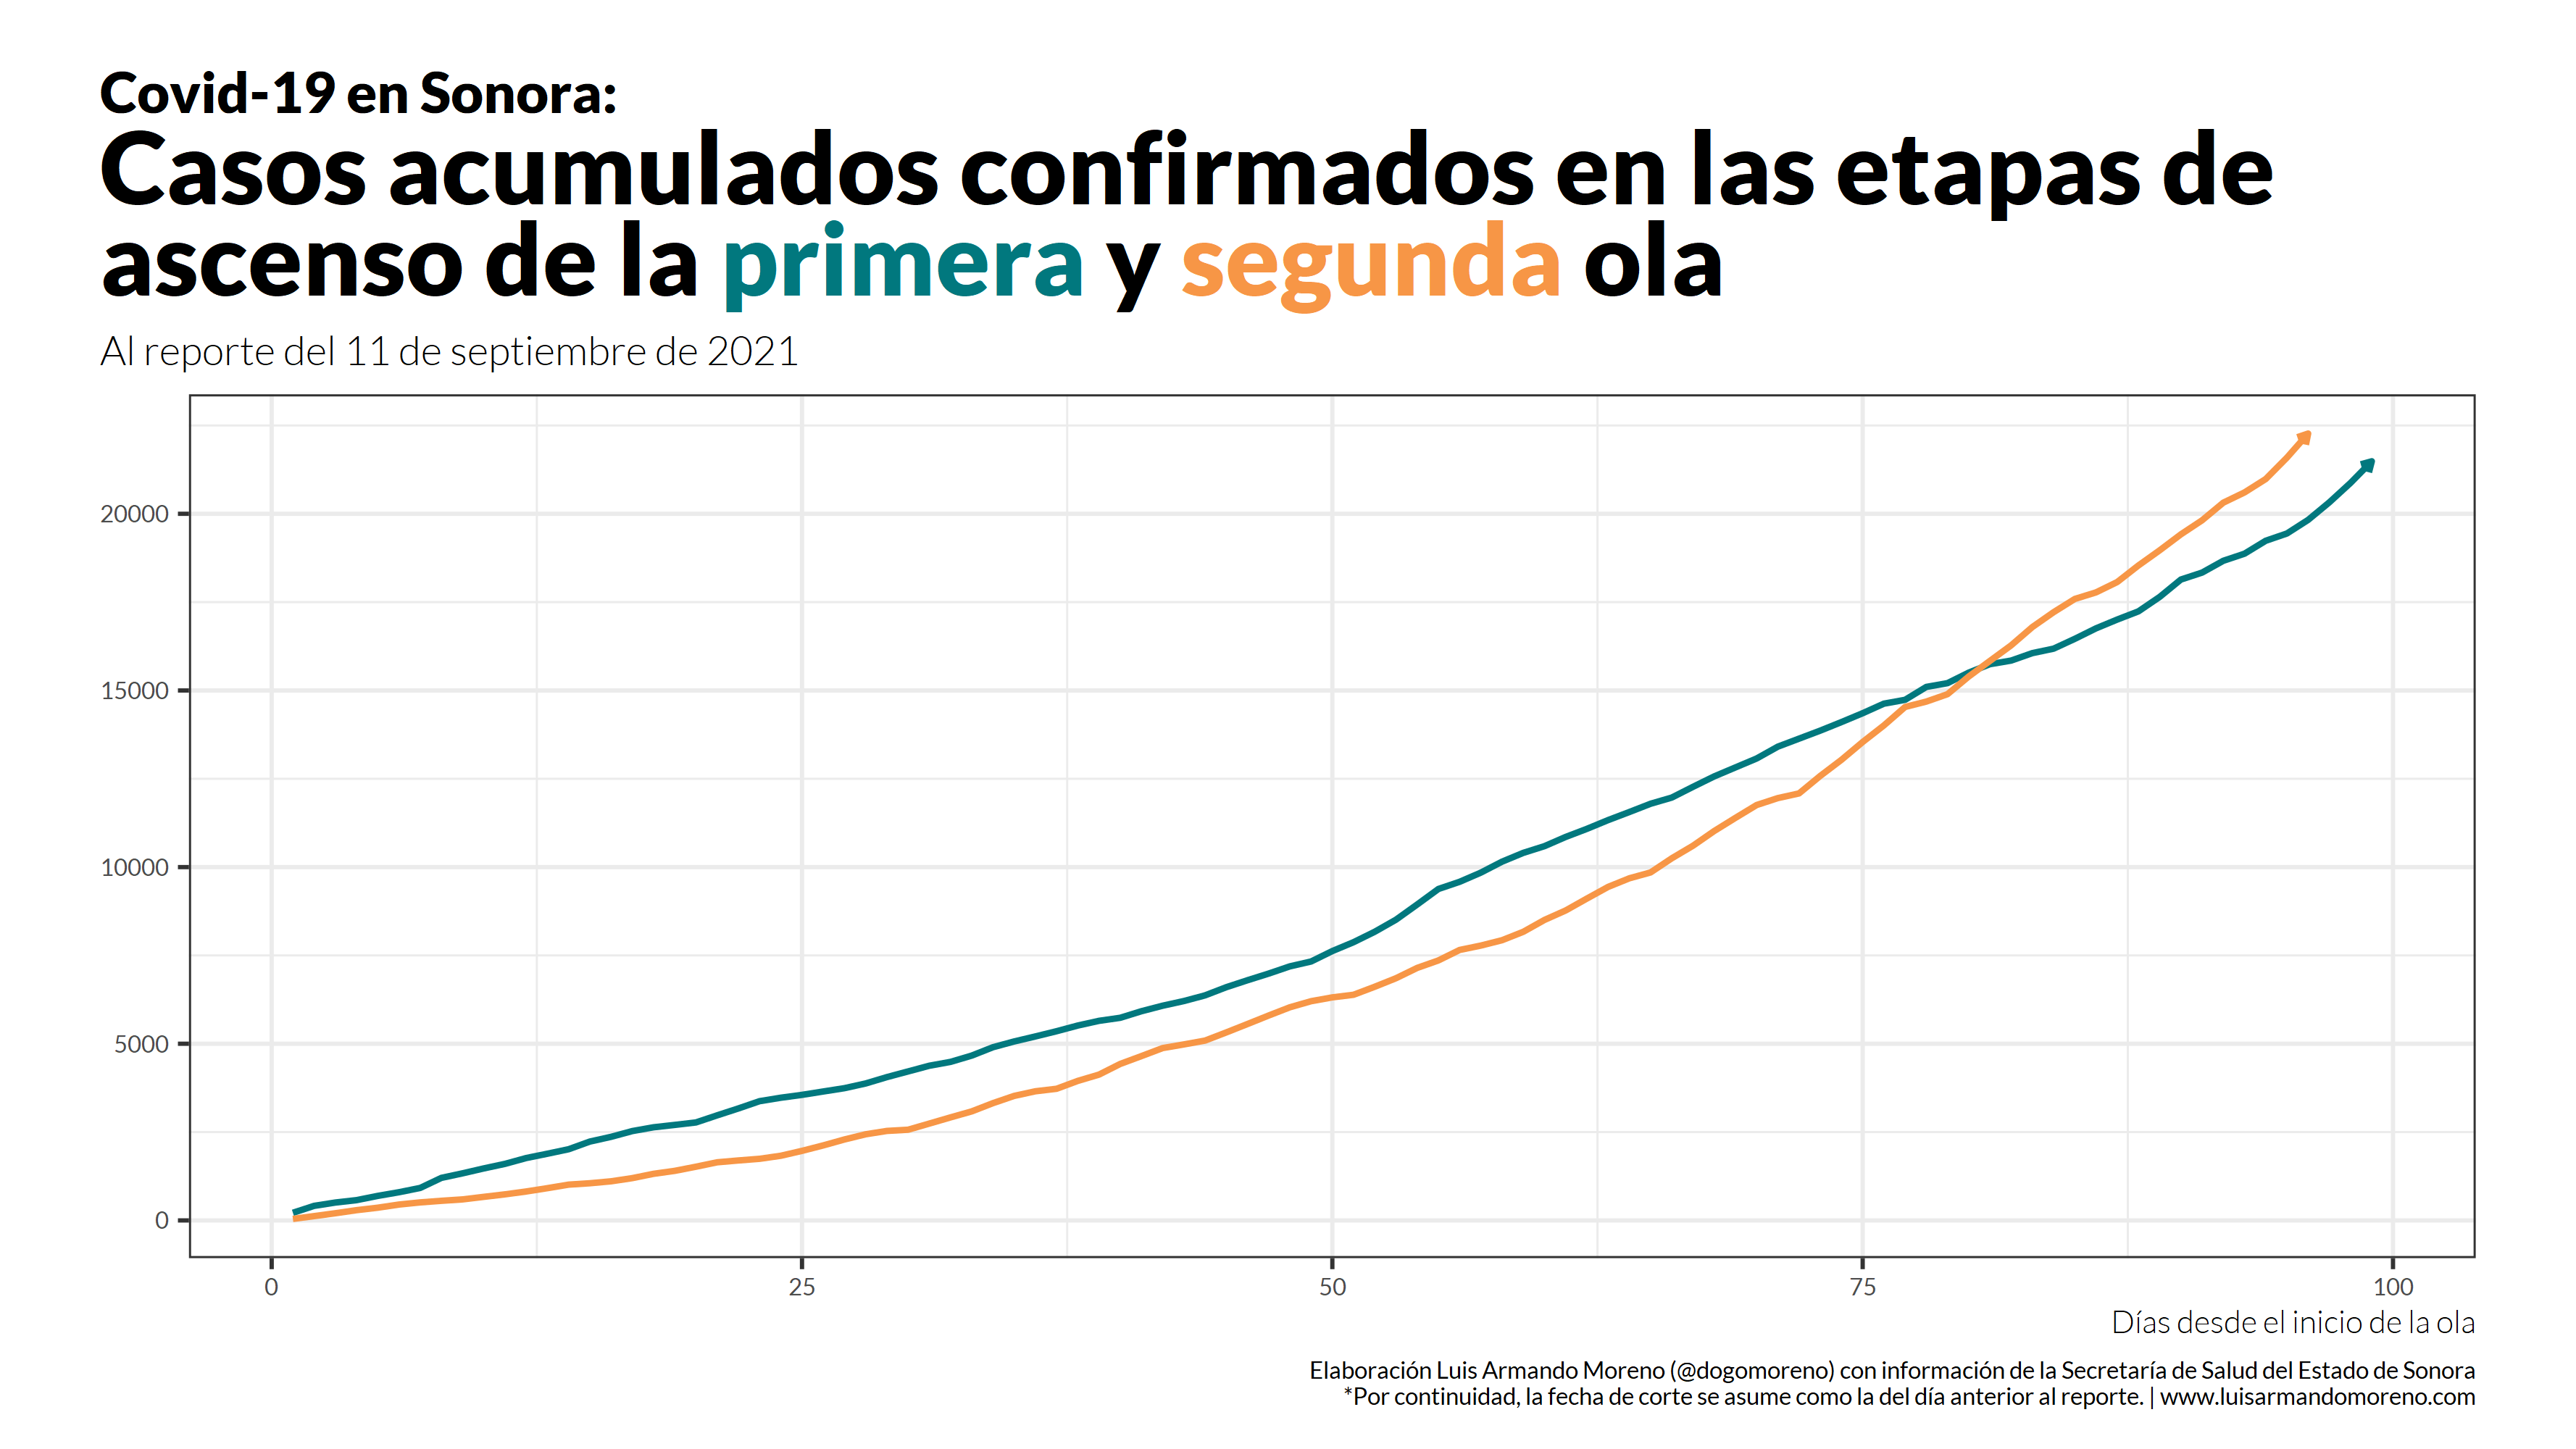 Covid-19 en Sonora:
Casos acumulados confirmados en las etapas de
ascenso de la primera y segunda ola
Al reporte del 11 de septiembre de 2021
20000
15000
10000
5000
0
0 25 50 75 100
Días desde el inicio de la ola
Elaboración Luis Armando Moreno (@dogomoreno) con información de la Secretaría de Salud del Estado de Sonora
*Por continuidad, la fecha de corte se asume como la del día anterior al reporte. | www.luisarmandomoreno.com